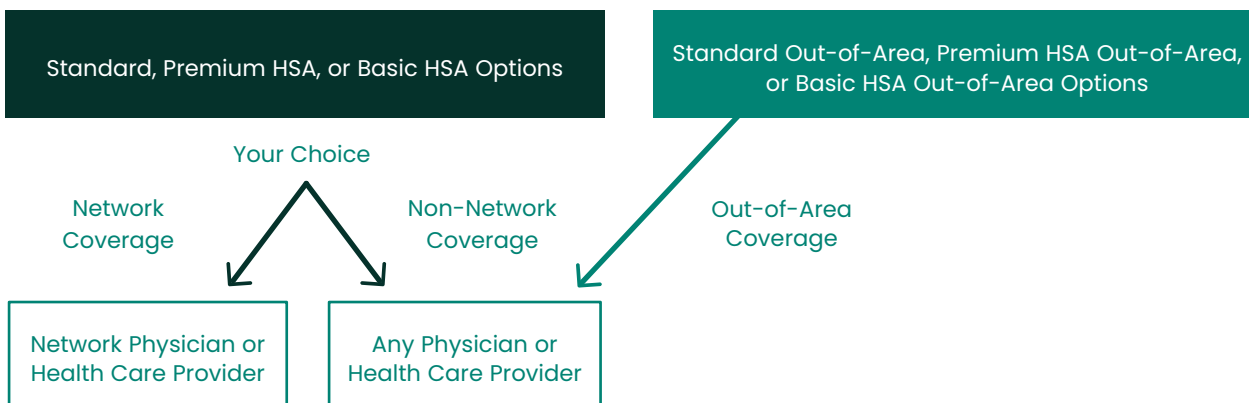 Standard, Premium HSA, or Basic HSA Options
Standard Out-of-Area, Premium HSA Out-of-Area,
or Basic HSA Out-of-Area Options
Your Choice
Network
Coverage
Non-Network
Coverage
Out-of-Area
Coverage
Network Physician or
Health Care Provider
Any Physician or
Health Care Provider